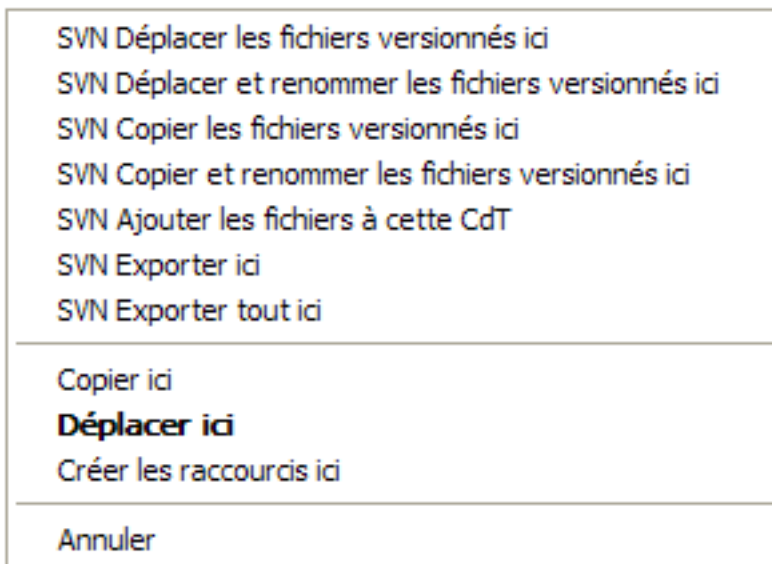 SVN Déplacer les fichiers versionnés ici
SVN Déplacer et renommer les fichiers versionnés ici
SVN Copier les fichiers versionnés ici
SVN Copier et renommer les fichiers versionnés ici
SVN Ajouter les fichiers à cette CdT
SVN Exporter ici
SVN Exporter tout ici
Copier ici
Déplacer ici
Créer les raccourcis ici
Annuler